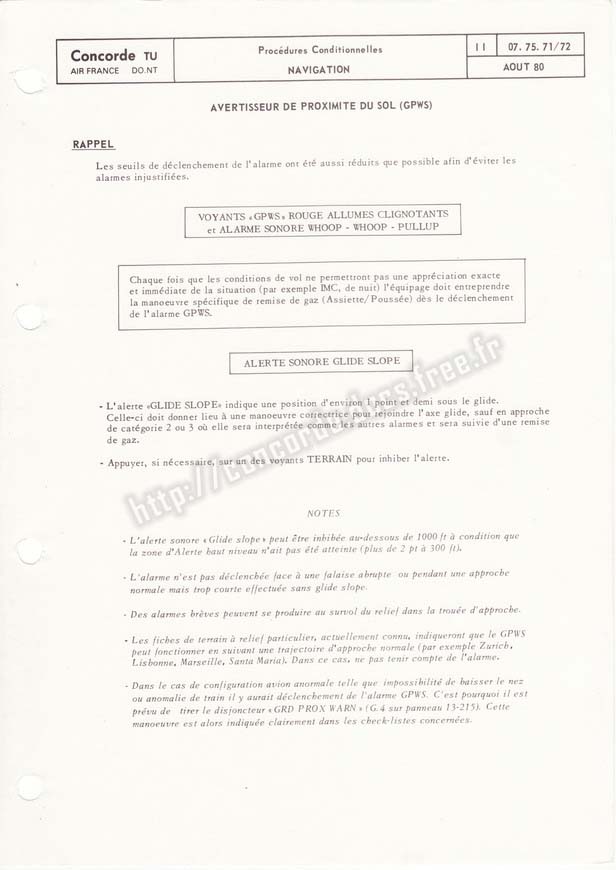 Concorde TU
AIR FRANCE DO.NT
Procédures Conditionnelles
NAVIGATION
11
07. 75. 71/72
AOUT 80
AVERTISSEUR DE PROXIMITE DU SOL (GPWS)
RAPPEL
Les seuils de déclenchement de l'alarme ont été aussi réduits que possible afin d'éviter les
alarmes injustifiées.
VOYANTS «GPWS» ROUGE ALLUMES CLIGNOTANTS
et ALARME SONORE WHOOP - WHOOP - PULLUP
Chaque fois que les conditions de vol ne permettront pas une appréciation exacte
et immédiate de la situation (par exemple IMC, de nuit) l'équipage doit entreprendre
la manoeuvre spécifique de remise de gaz (Assiette/Poussée) dès le déclenchement
de l'alarme GPWS.
ALERTE SONORE GLIDE SLOPE
- L'alerte «GLIDE SLOPE» indique une position d'environ 1 point et demi sous le glide.
Celle-ci doit donner lieu à une manoeuvre correctrice pour rejoindre l'axe glide, sauf en approche
de catégorie 2 ou 3 où elle sera interprétée comme les autres alarmes et sera suivie d'une remise
de gaz.
- Appuyer, si nécessaire, sur un des voyants TERRAIN pour inhiber l'alerte.
http://concorde-jets.free.fr
NOTES
- L'alerte sonore « Glide slope » peut être inhibée au-dessous de 1000 ft à condition que
la zone d'Alerte haut niveau n'ait pas été atteinte (plus de 2 pt à 300 ft).
- L'alarme n'est pas déclenchée face à une falaise abrupte ou pendant une approche
normale mais trop courte effectuée sans glide slope.
- Des alarmes brèves peuvent se produire au survol du relief dans la trouée d'approche.
- Les fiches de terrain à relief particulier, actuellement connu, indiqueront que le GPWS
peut fonctionner en suivant une trajectoire d'approche normale (par exemple Zurich,
Lisbonne, Marseille, Santa Maria). Dans ce cas, ne pas tenir compte de l'alarme.
- Dans le cas de configuration avion anormale telle que impossibilité de baisser le nez
ou anomalie de train il y aurait déclenchement de l'alarme GPWS. C'est pourquoi il est
prévu de tirer le disjoncteur « GRD PROX WARN » (G.4 sur panneau 13-215). Cette
manoeuvre est alors indiquée clairement dans les check-listes concernées.